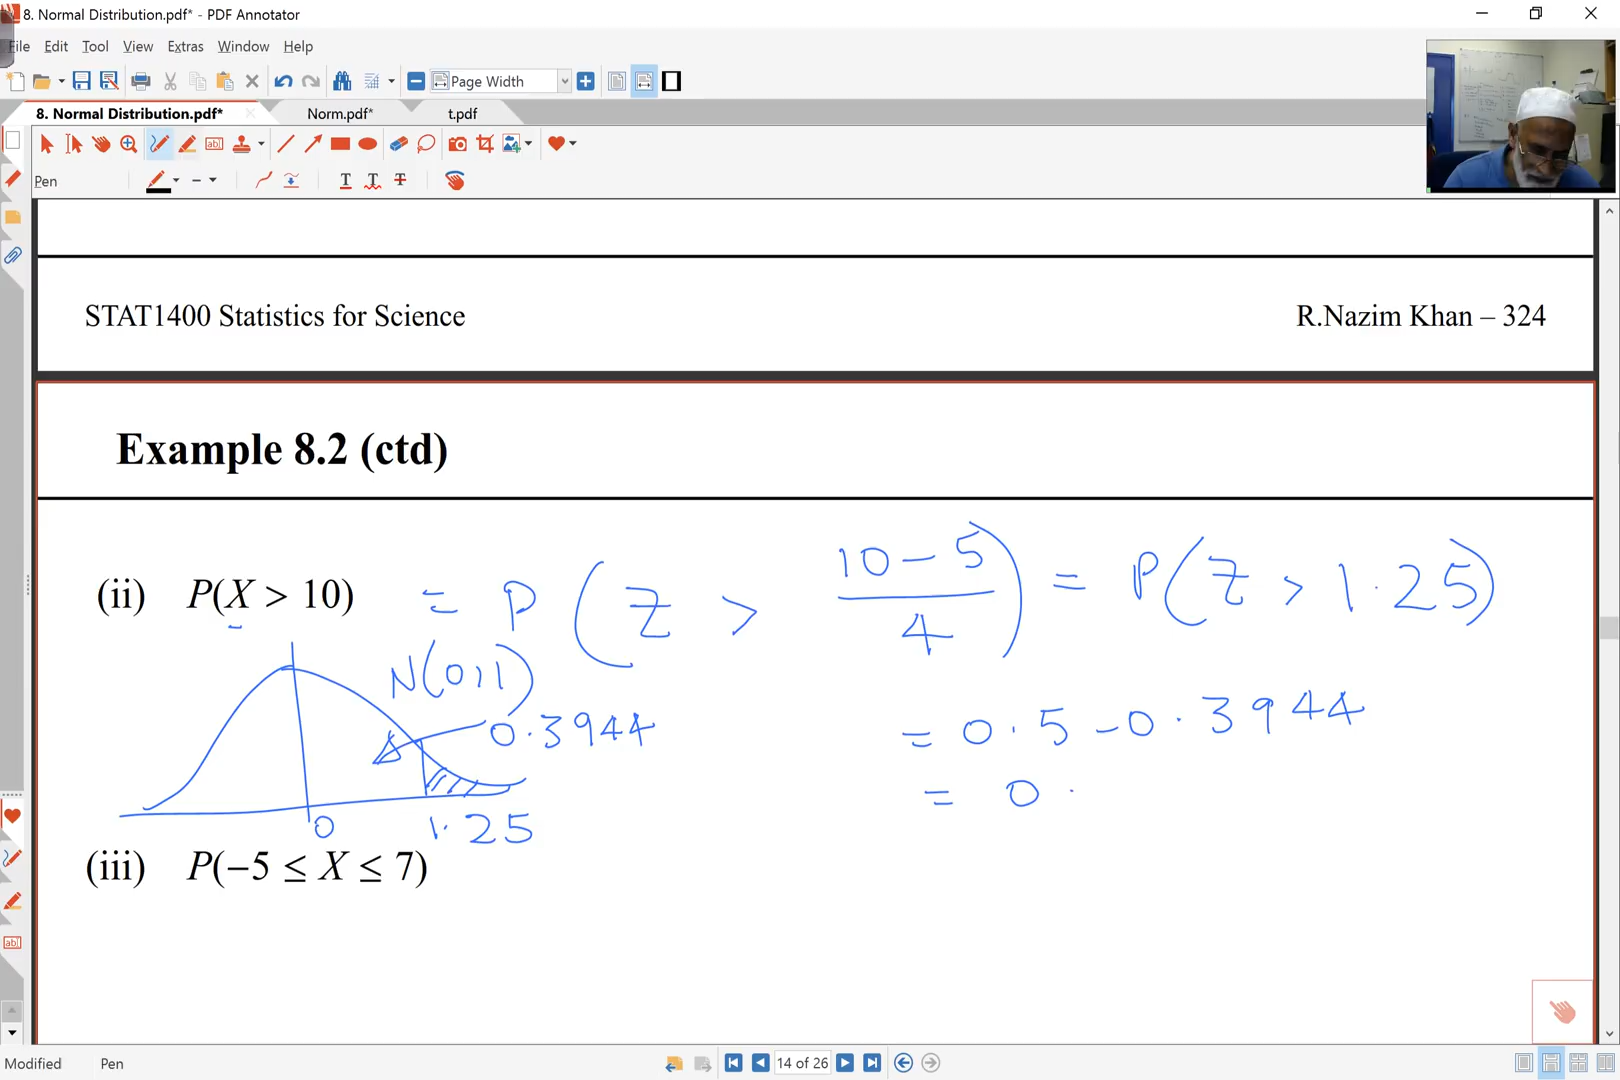 8. Normal Distribution.pdf* - PDF Annotator
File Edit Tool View Extras Window Help
Page Width
8. Normal Distribution.pdf* Norm.pdf* t.pdf
Pen
STAT1400 Statistics for Science R.Nazim Khan – 324
Example 8.2 (ctd)
(ii) P(X > 10) = P(Z > (10-5)/4) = P(Z > 1.25)
N(0,1)
0.3944 = 0.5 - 0.3944
= 0.
0 1.25
(iii) P(−5 ≤ X ≤ 7)
Modified Pen 14 of 26